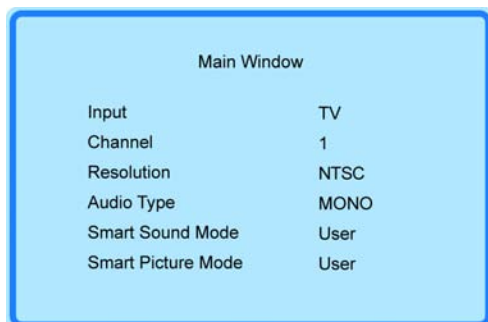 Main Window
Input TV
Channel 1
Resolution NTSC
Audio Type MONO
Smart Sound Mode User
Smart Picture Mode User